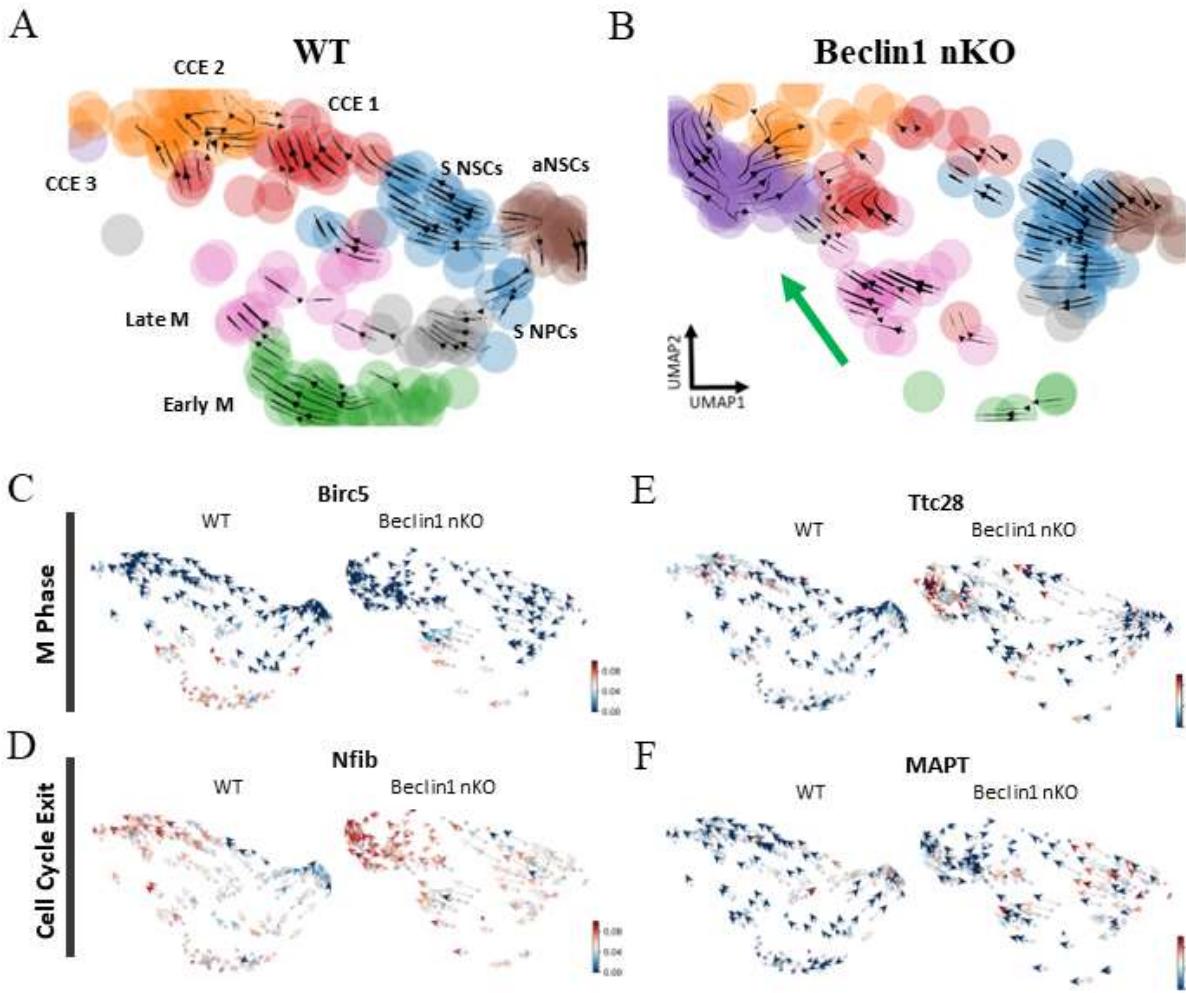 A
WT
CCE 2
CCE 1
S NSCs
aNSCs
CCE 3
Late M
S NPCs
Early M
B
Beclin1 nKO
UMAP2
UMAP1
C
Birc5
WT
Beclin1 nKO
M Phase
0.08
0.04
0.00
E
Ttc28
WT
Beclin1 nKO
D
Nfib
WT
Beclin1 nKO
Cell Cycle Exit
0.08
0.04
0.00
F
MAPT
WT
Beclin1 nKO